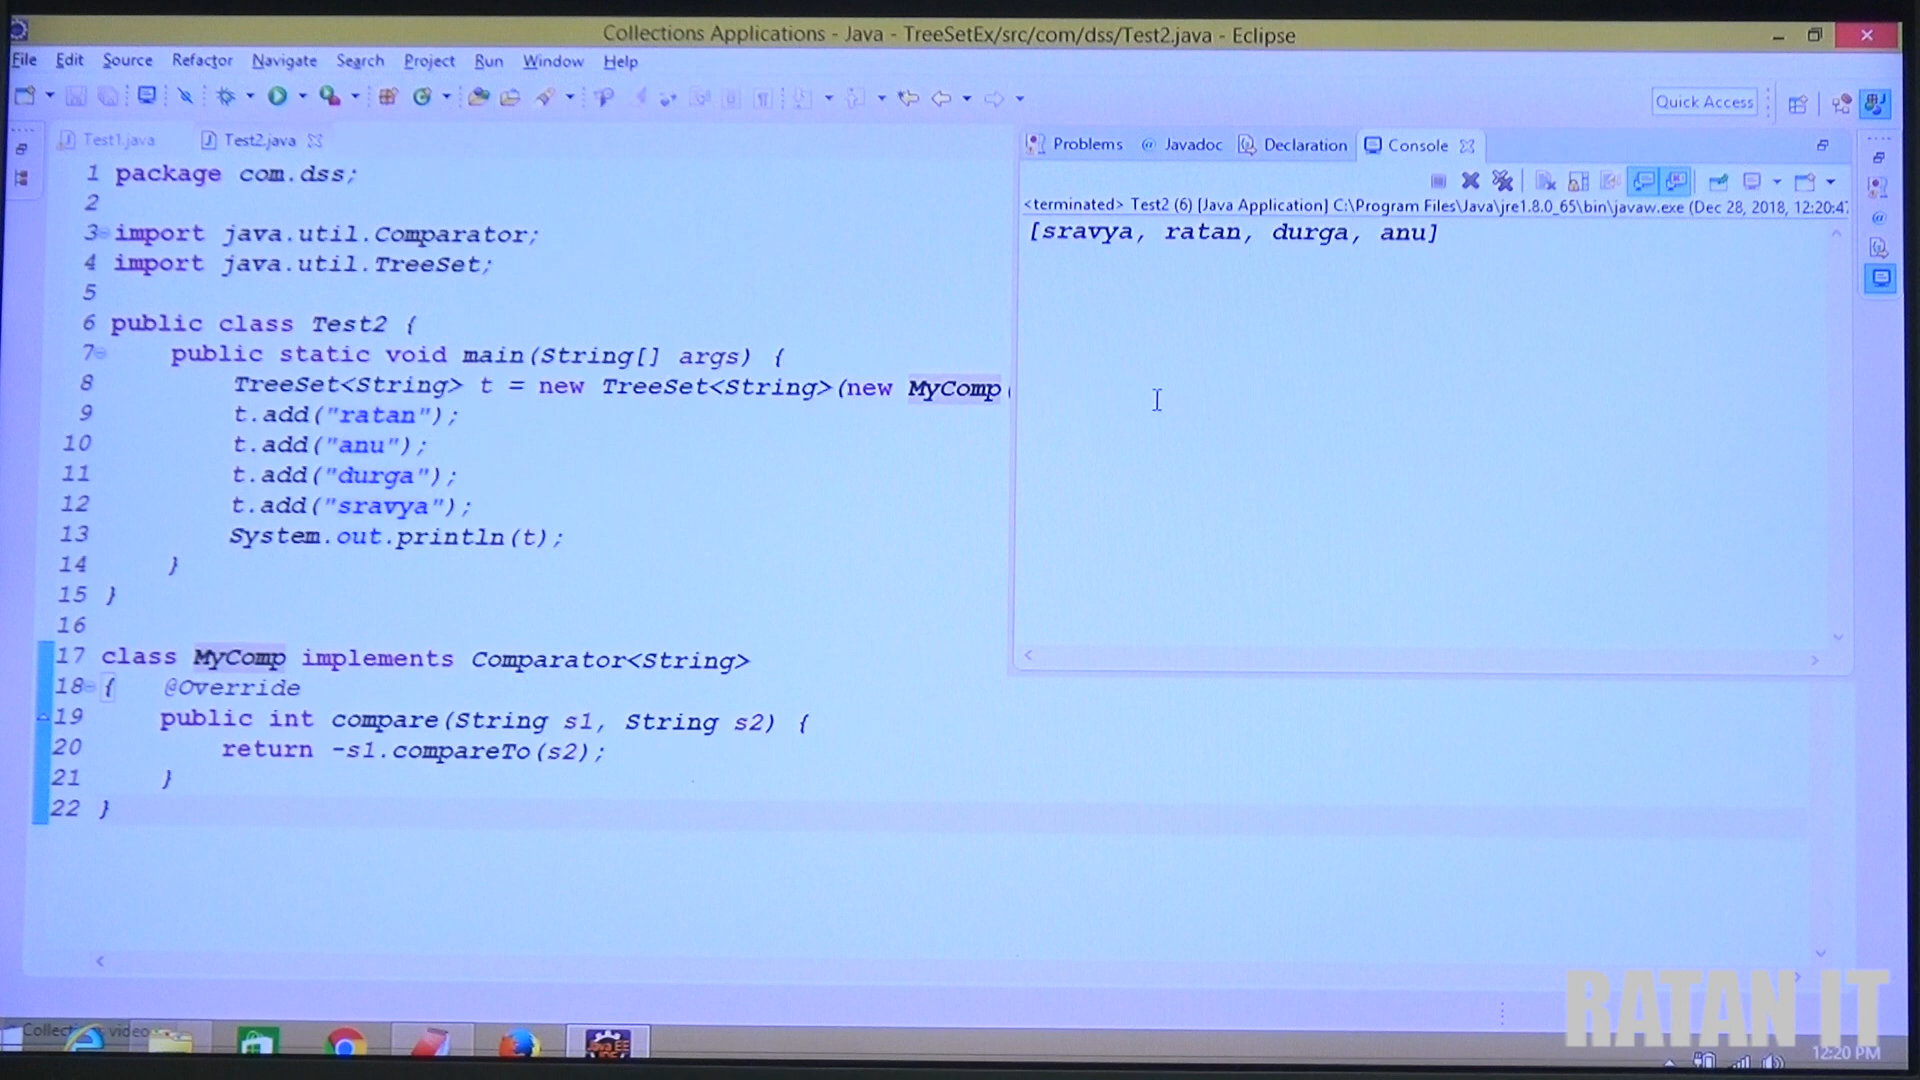 Collections Applications - Java - TreeSetEx/src/com/dss/Test2.java - Eclipse
File Edit Source Refactor Navigate Search Project Run Window Help
Quick Access
Test1.java Test2.java
1 package com.dss;
2
3 import java.util.Comparator;
4 import java.util.TreeSet;
5
6 public class Test2 {
7 public static void main(String[] args) {
8 TreeSet<String> t = new TreeSet<String>(new MyComp(
9 t.add("ratan");
10 t.add("anu");
11 t.add("durga");
12 t.add("sravya");
13 System.out.println(t);
14 }
15 }
16
17 class MyComp implements Comparator<String>
18 { @Override
19 public int compare(String s1, String s2) {
20 return -s1.compareTo(s2);
21 }
22 }
Problems @ Javadoc Declaration Console
<terminated> Test2 (6) [Java Application] C:\Program Files\Java\jre1.8.0_65\bin\javaw.exe (Dec 28, 2018, 12:20:4
[sravya, ratan, durga, anu]
RATAN IT
Java EE
IDE
12:20 PM